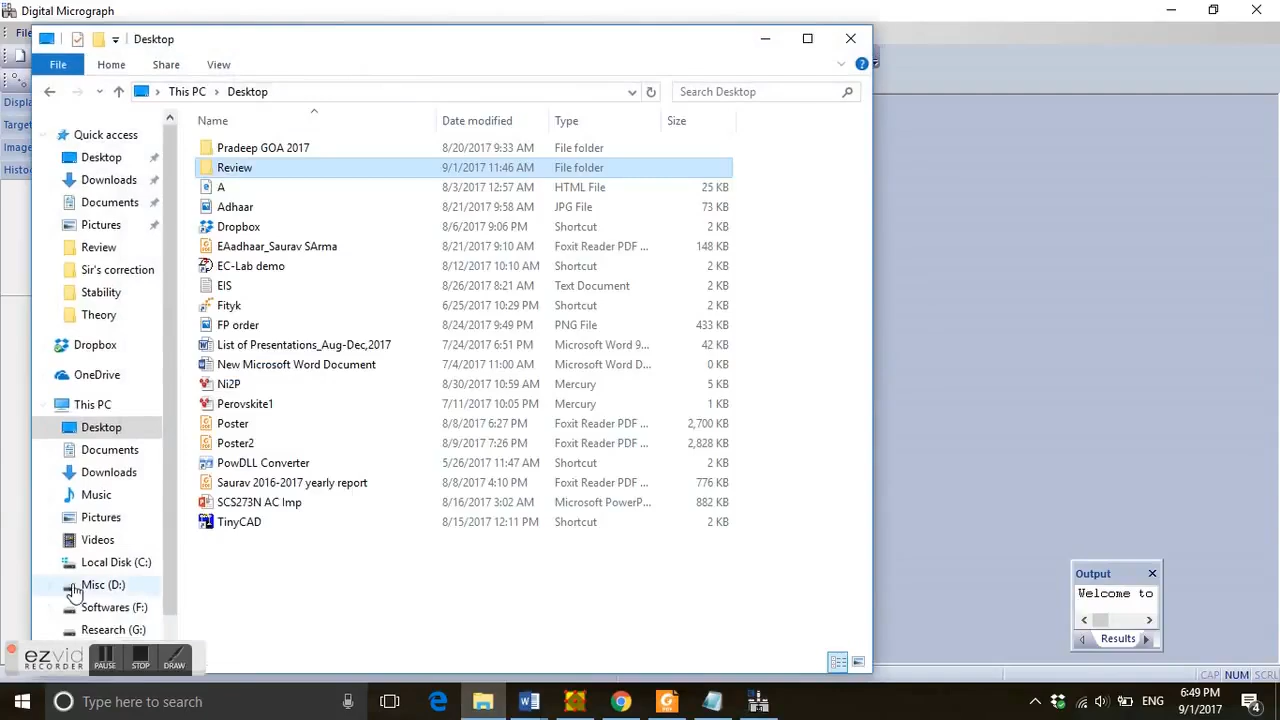 Digital Micrograph
File
Desktop
File Home Share View
This PC Desktop
Search Desktop
Name Date modified Type Size
Displa
Target
Image
Histo
Quick access
Desktop
Downloads
Documents
Pictures
Review
Sir's correction
Stability
Theory
Dropbox
OneDrive
This PC
Desktop
Documents
Downloads
Music
Pictures
Videos
Local Disk (C:)
Misc (D:)
Softwares (F:)
Research (G:)
Pradeep GOA 2017 8/20/2017 9:33 AM File folder
Review 9/1/2017 11:46 AM File folder
A 8/3/2017 12:57 AM HTML File 25 KB
Adhaar 8/21/2017 9:58 AM JPG File 73 KB
Dropbox 8/6/2017 9:06 PM Shortcut 2 KB
EAadhaar_Saurav SArma 8/21/2017 9:10 AM Foxit Reader PDF ... 148 KB
EC-Lab demo 8/12/2017 10:10 AM Shortcut 2 KB
EIS 8/26/2017 8:21 AM Text Document 2 KB
Fityk 6/25/2017 10:29 PM Shortcut 2 KB
FP order 8/24/2017 9:49 PM PNG File 433 KB
List of Presentations_Aug-Dec,2017 7/24/2017 6:51 PM Microsoft Word 9... 42 KB
New Microsoft Word Document 7/4/2017 11:00 AM Microsoft Word D... 0 KB
Ni2P 8/30/2017 10:59 AM Mercury 5 KB
Perovskite1 7/11/2017 10:05 PM Mercury 1 KB
Poster 8/8/2017 6:27 PM Foxit Reader PDF ... 2,700 KB
Poster2 8/9/2017 7:26 PM Foxit Reader PDF ... 2,828 KB
PowDLL Converter 5/26/2017 11:47 AM Shortcut 2 KB
Saurav 2016-2017 yearly report 8/8/2017 4:10 PM Foxit Reader PDF ... 776 KB
SCS273N AC Imp 8/16/2017 3:02 AM Microsoft PowerP... 882 KB
TinyCAD 8/15/2017 12:11 PM Shortcut 2 KB
Output
Welcome to
Results
ezvid
RECORDER
PAUSE STOP DRAW
CAP NUM SCRL
Type here to search
ENG
6:49 PM
9/1/2017
4